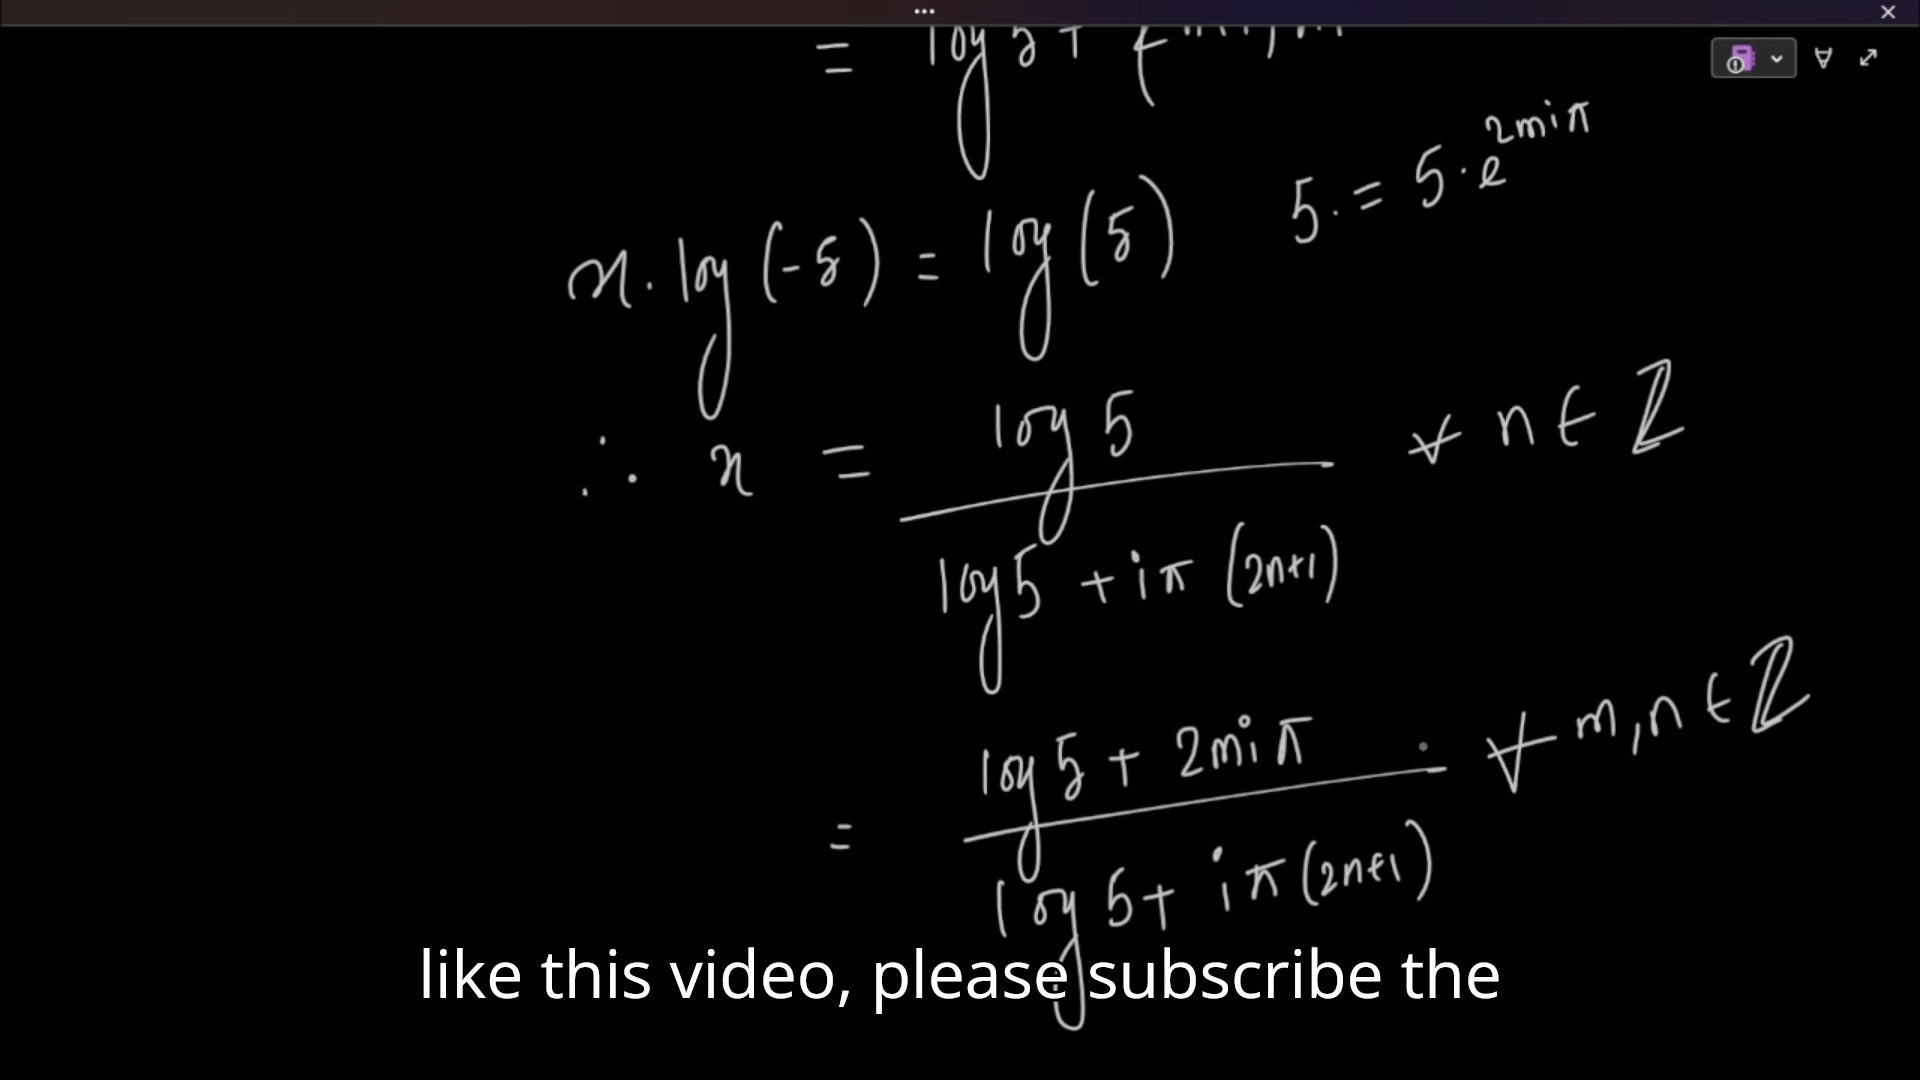 5. = 5.e^{2miπ}
x. log (-5) = log (5)
∴ x = log 5 / log 5 + iπ (2n+1) ∀ n ∈ ℤ
= log 5 + 2miπ / log 5 + iπ (2n+1) ∀ m,n ∈ ℤ
like this video, please subscribe the